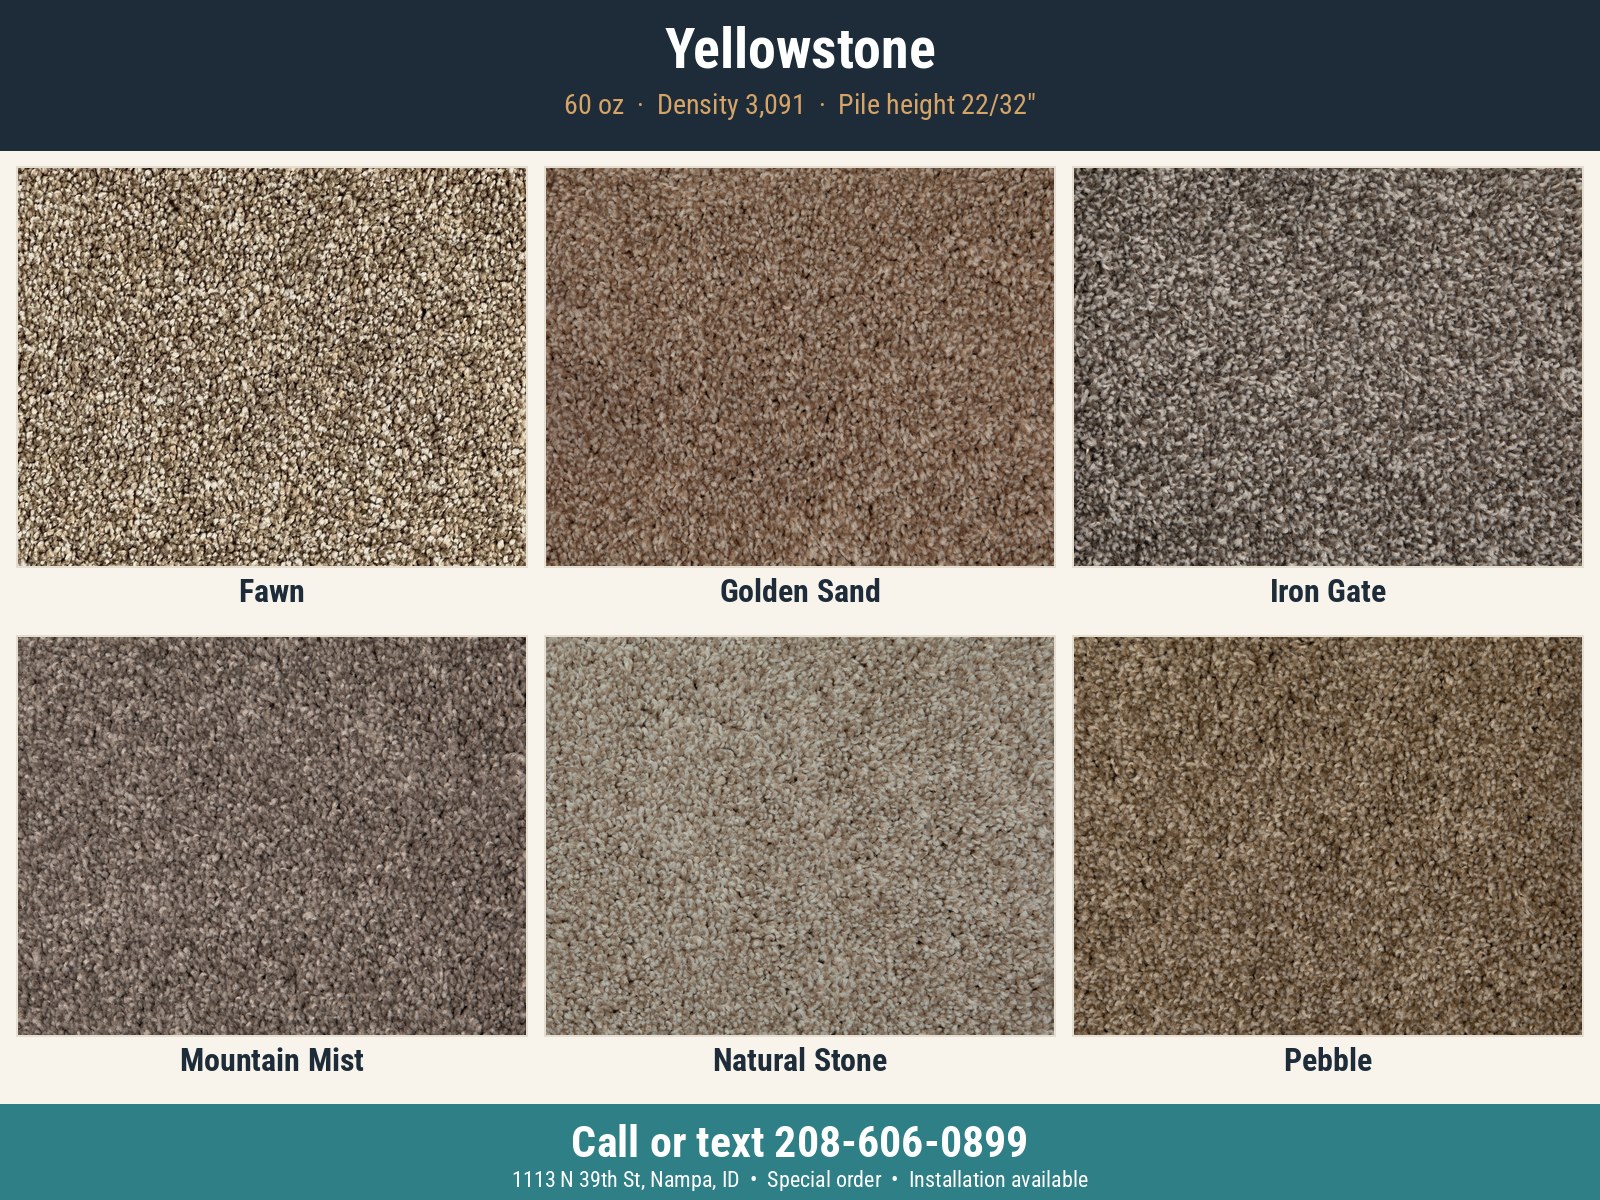 Yellowstone
60 oz · Density 3,091 · Pile height 22/32"
Fawn
Golden Sand
Iron Gate
Mountain Mist
Natural Stone
Pebble
Call or text 208-606-0899
1113 N 39th St, Nampa, ID • Special order • Installation available